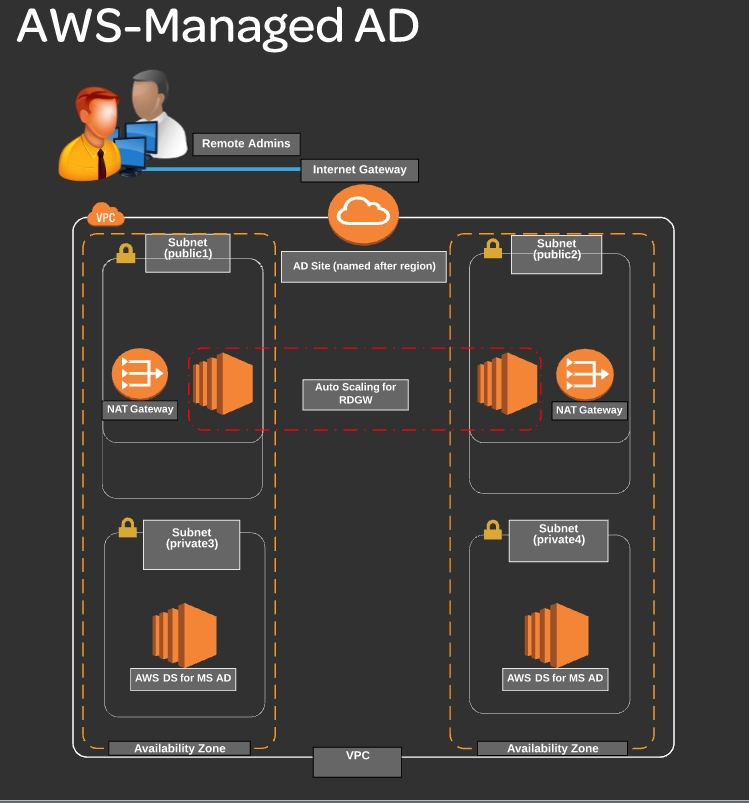 AWS-Managed AD
Remote Admins
Internet Gateway
VPC
Subnet
(public1)
AD Site (named after region)
Subnet
(public2)
NAT Gateway
Auto Scaling for
RDGW
NAT Gateway
Subnet
(private3)
Subnet
(private4)
AWS DS for MS AD
AWS DS for MS AD
Availability Zone
VPC
Availability Zone